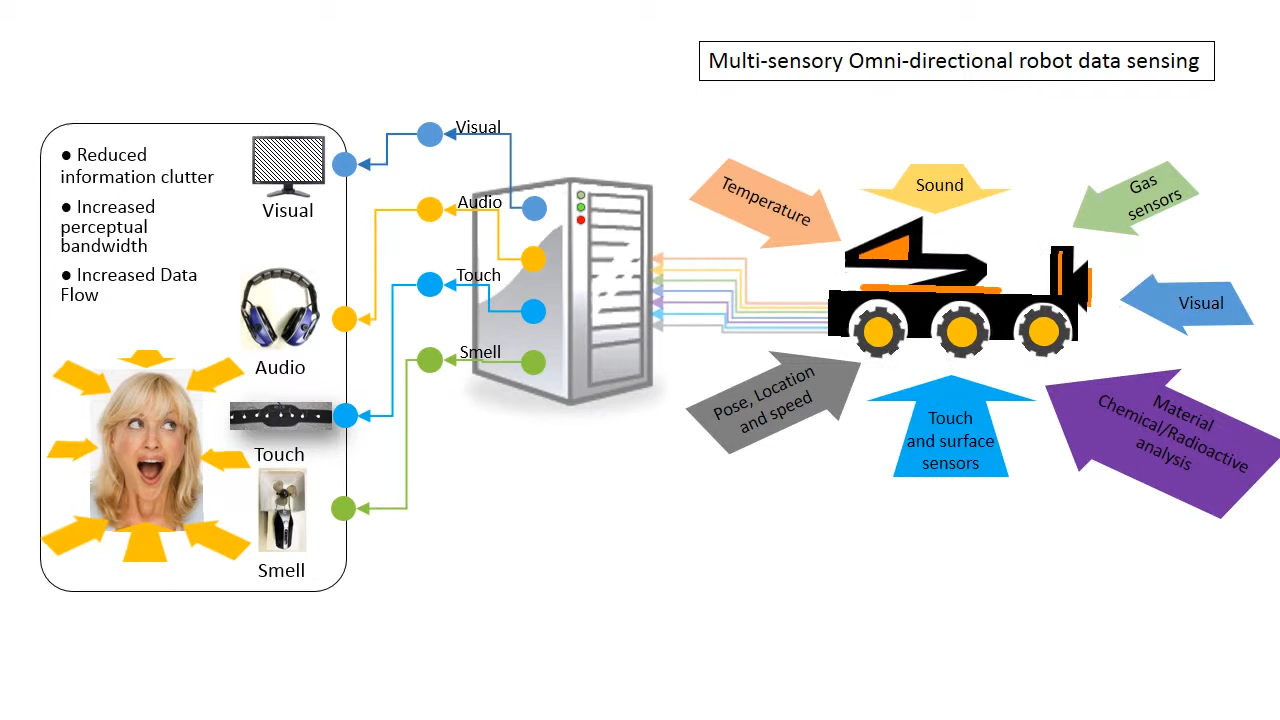 Multi-sensory Omni-directional robot data sensing
● Reduced
information clutter
● Increased
perceptual
bandwidth
● Increased Data
Flow
Visual
Audio
Touch
Smell
Visual
Audio
Touch
Smell
Temperature
Sound
Gas
sensors
Visual
Pose, Location
and speed
Touch
and surface
sensors
Material
Chemical/Radioactive
analysis